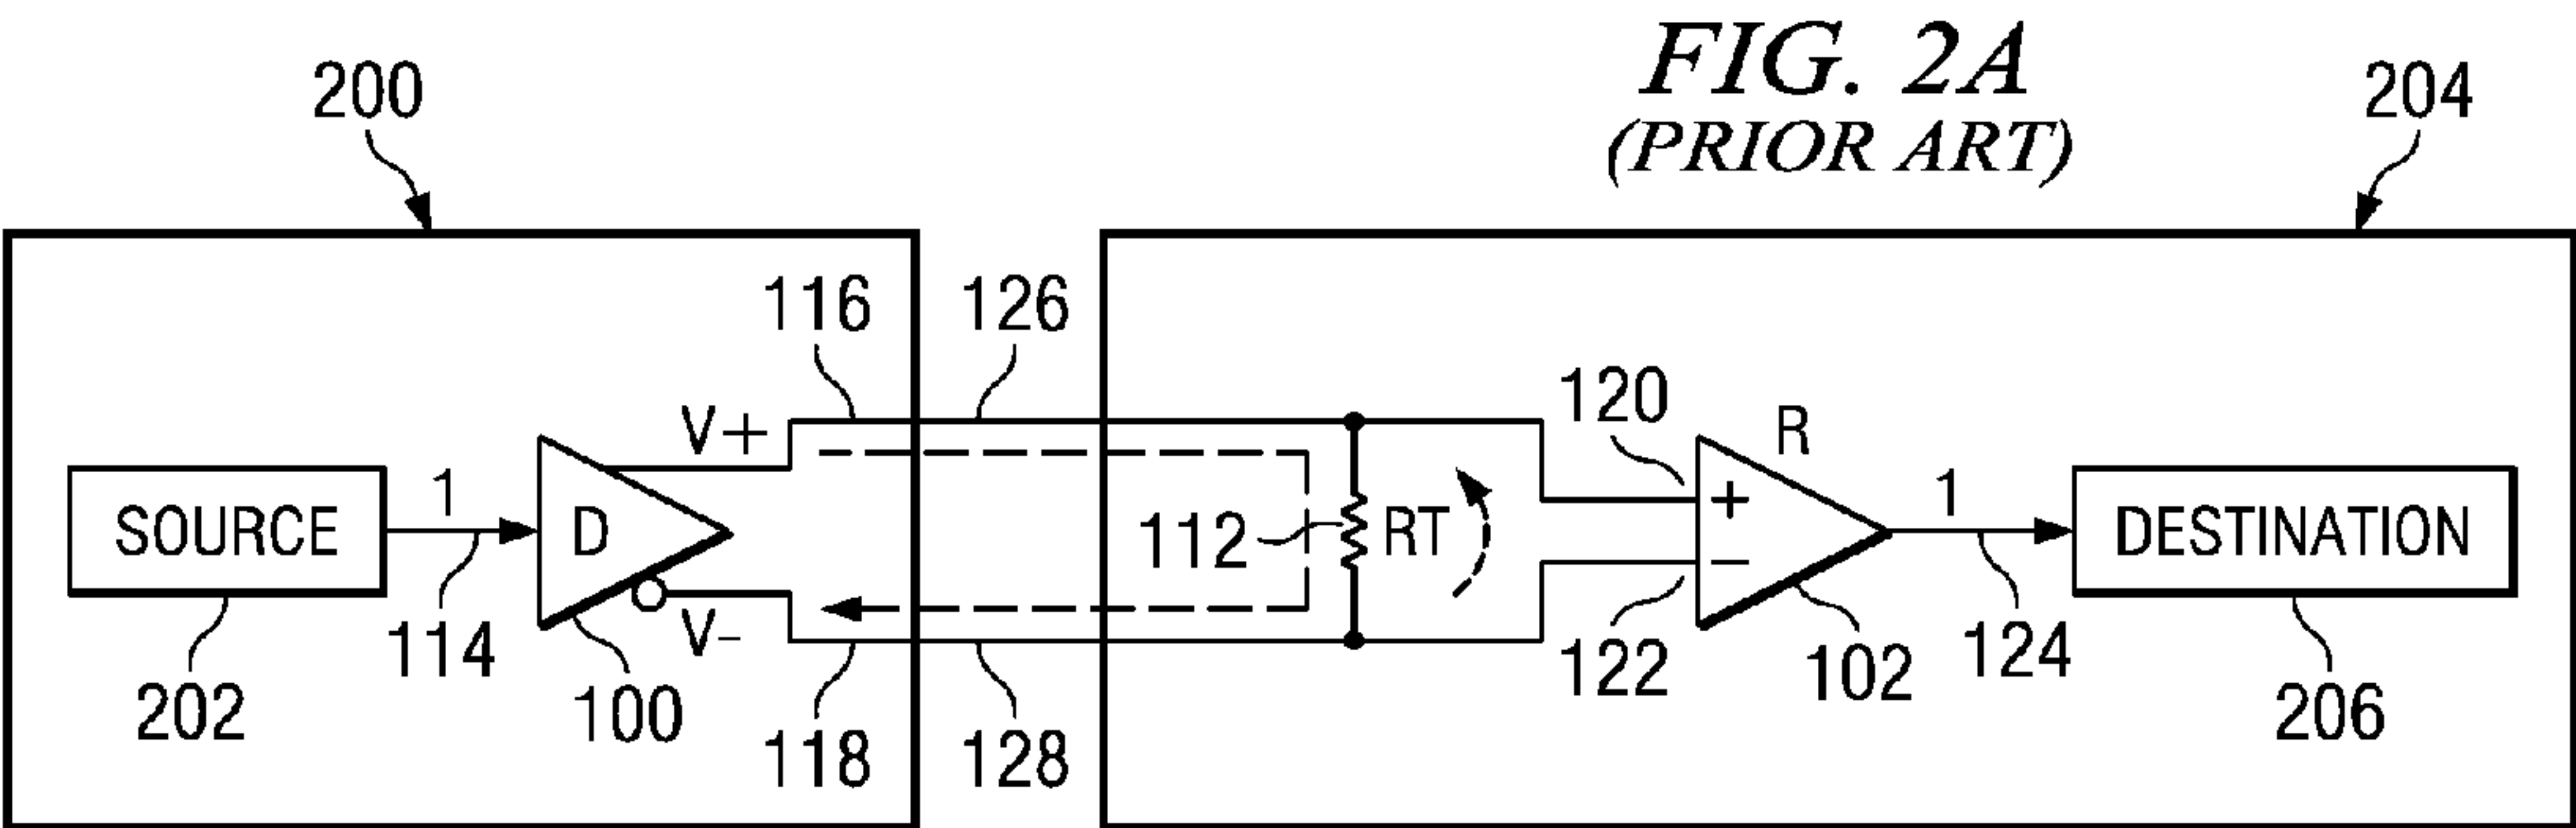 FIG. 2A
(PRIOR ART)
200
204
116
126
V+
120
R
SOURCE
1
D
112
RT
+
−
1
DESTINATION
114
V−
122
102
124
202
100
118
128
206